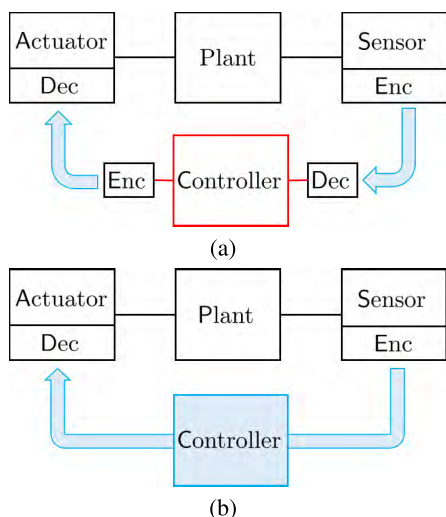 Actuator
Plant
Sensor
Dec
Enc
Enc
Controller
Dec
(a)
Actuator
Plant
Sensor
Dec
Enc
Controller
(b)